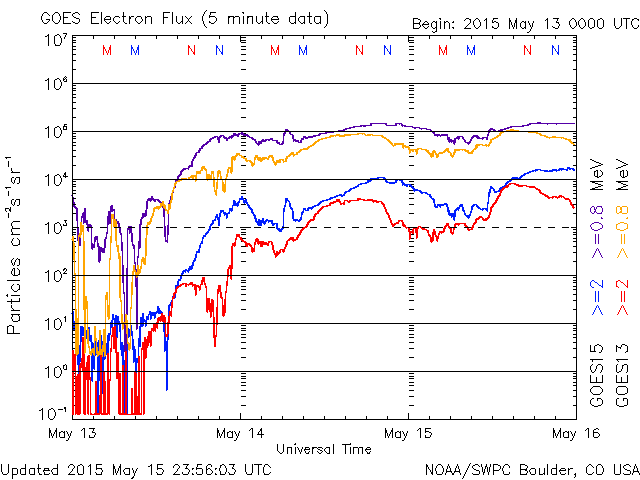 GOES Electron Flux (5 minute data)
Begin: 2015 May 13 0000 UTC
M M N N M M N N M M N N
10⁷
10⁶
10⁵
10⁴
10³
10²
10¹
10⁰
10⁻¹
Particles cm⁻²s⁻¹sr⁻¹
May 13 May 14 May 15 May 16
Universal Time
GOES15 >=2 >=0.8 MeV
GOES13 >=2 >=0.8 MeV
Updated 2015 May 15 23:56:03 UTC
NOAA/SWPC Boulder, CO USA